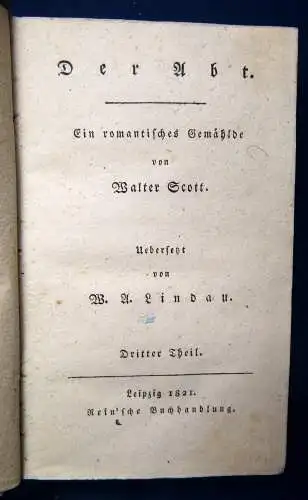 Der Abt.
Ein romantisches Gemählde
von
Walter Scott.
Uebersetzt
von
W. A. Lindau.
Dritter Theil.
Leipzig 1821.
Rein'sche Buchhandlung.